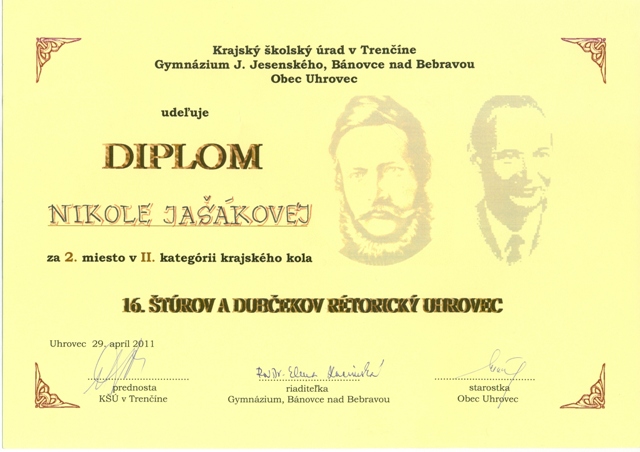 Krajský školský úrad v Trenčíne
Gymnázium J. Jesenského, Bánovce nad Bebravou
Obec Uhrovec
udeľuje
DIPLOM
NIKOLE JAŠÁKOVEJ
za 2. miesto v II. kategórii krajského kola
16. ŠTÚROV A DUBČEKOV RÉTORICKÝ UHROVEC
Uhrovec 29. apríl 2011
RNDr. Elena
prednosta riaditeľka starostka
KŠÚ v Trenčíne Gymnázium, Bánovce nad Bebravou Obec Uhrovec